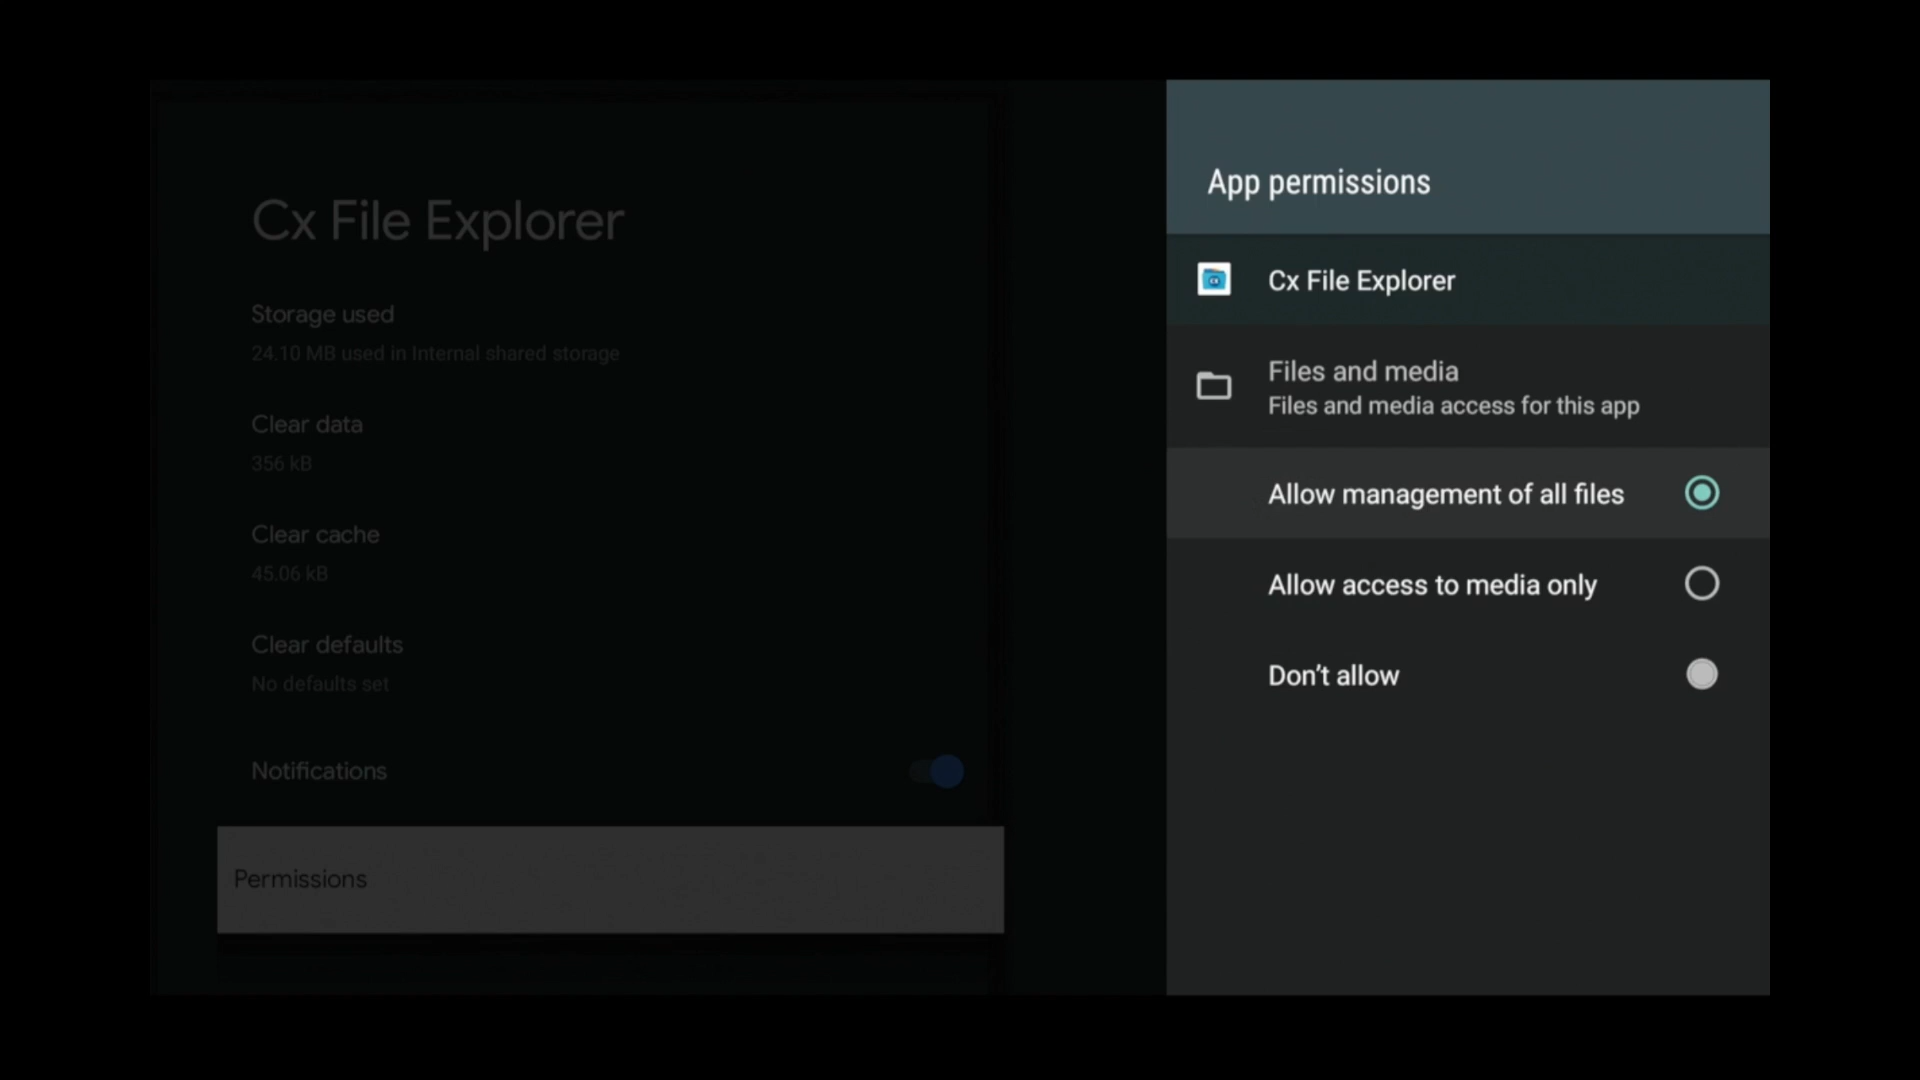 Cx File Explorer
Storage used
24.10 MB used in Internal shared storage
Clear data
356 kB
Clear cache
45.06 kB
Clear defaults
No defaults set
Notifications
Permissions
App permissions
Cx File Explorer
Files and media
Files and media access for this app
Allow management of all files
Allow access to media only
Don't allow